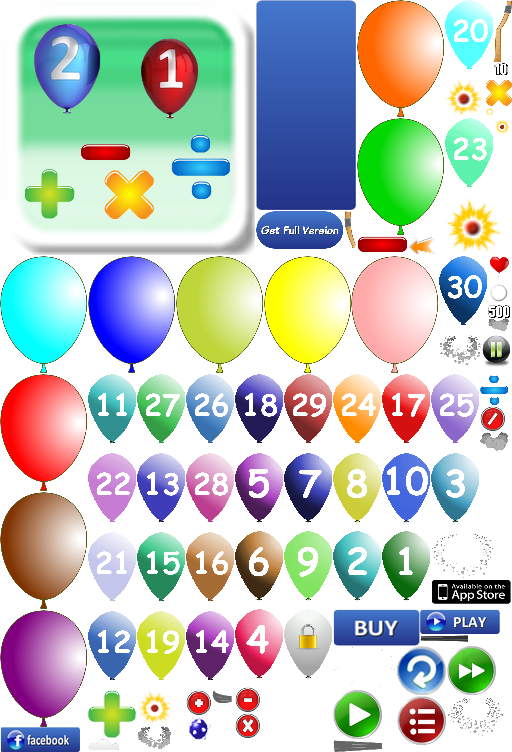 2 1
20
10
23
Get Full Version
30
500
11 27 26 18 29 24 17 25
22 13 28 5 7 8 10 3
21 15 16 6 9 2 1
Available on the
App Store
12 19 14 4
BUY
PLAY
facebook